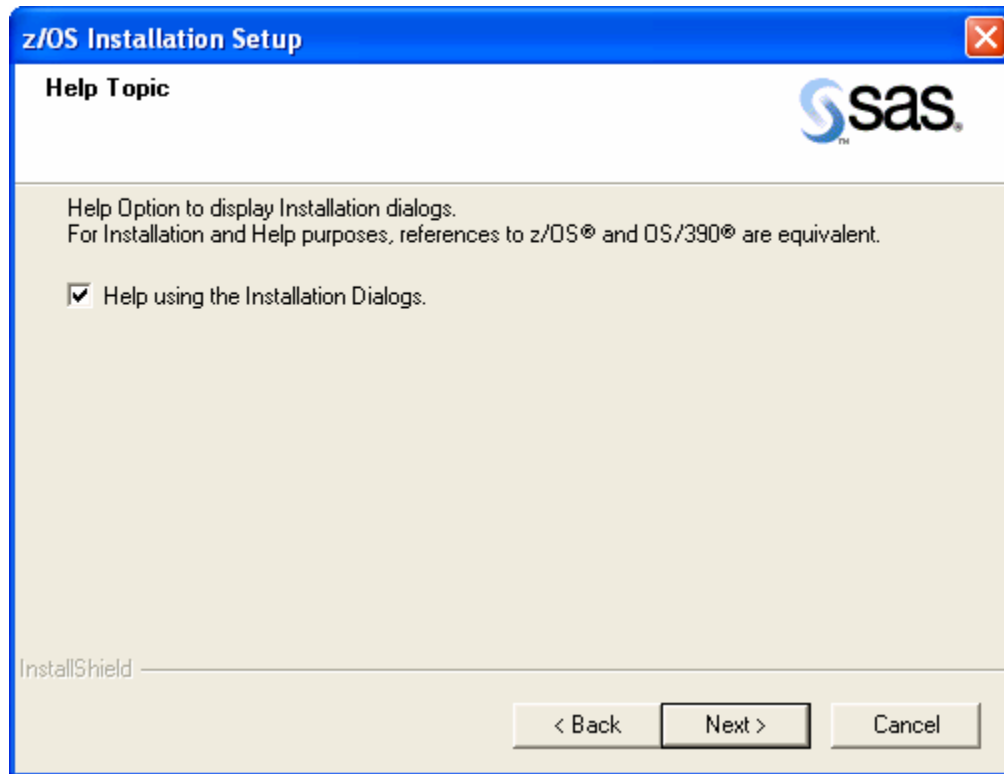 z/OS Installation Setup
Help Topic
sas®
™
Help Option to display Installation dialogs.
For Installation and Help purposes, references to z/OS® and OS/390® are equivalent.
Help using the Installation Dialogs.
InstallShield
< Back
Next >
Cancel